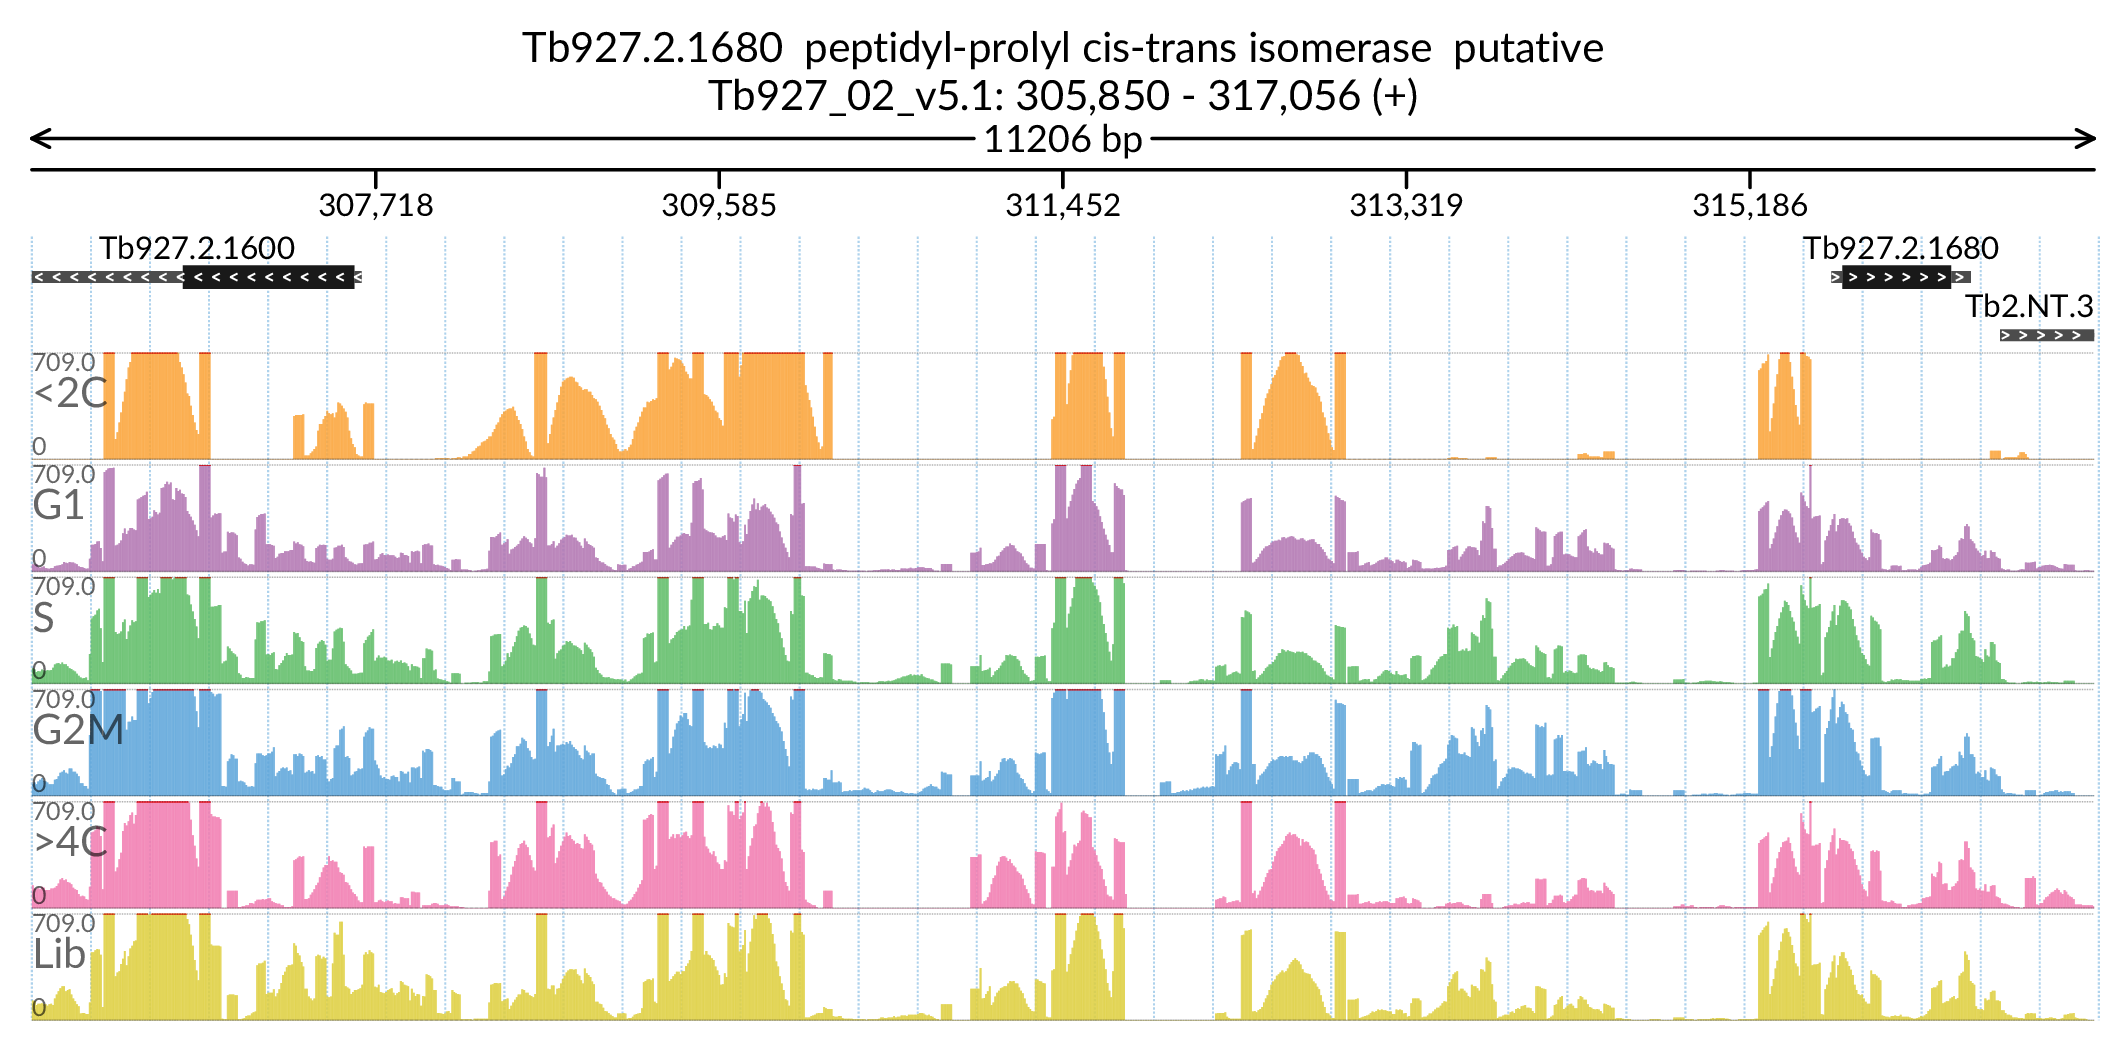 Tb927.2.1680  peptidyl-prolyl cis-trans isomerase  putative
Tb927_02_v5.1: 305,850 - 317,056 (+)
11206 bp
307,718 309,585 311,452 313,319 315,186
Tb927.2.1600 Tb927.2.1680
Tb2.NT.3
709.0
<2C
0
709.0
G1
0
709.0
S
0
709.0
G2M
0
709.0
>4C
0
709.0
Lib
0